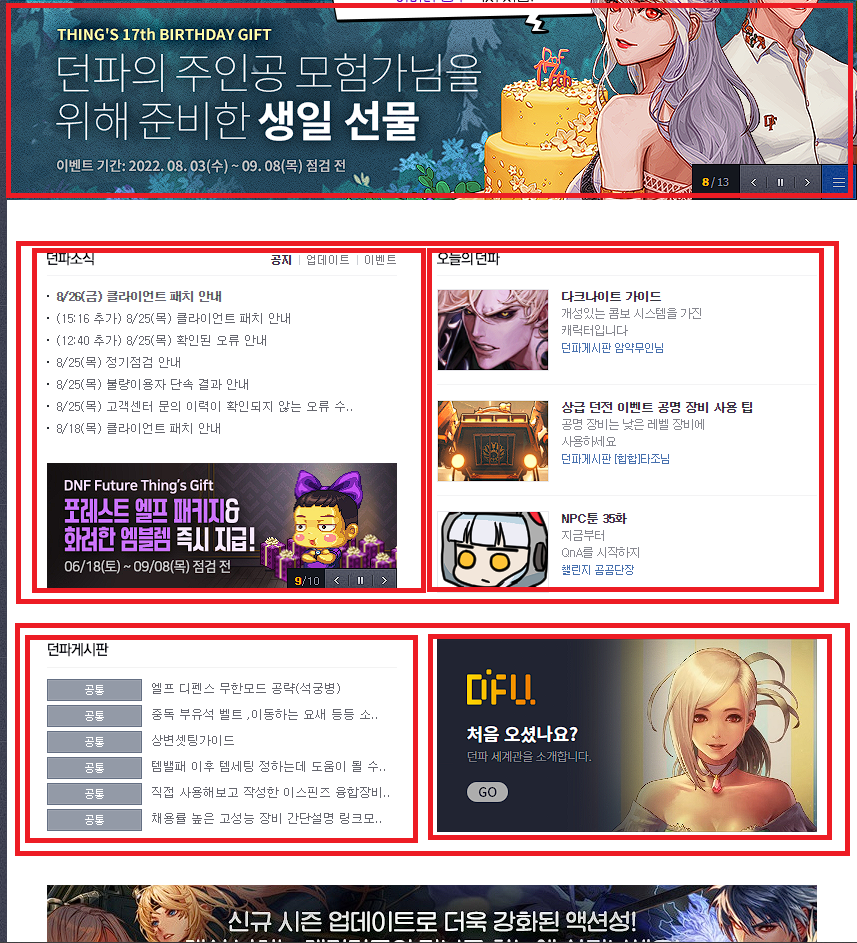 THING'S 17th BIRTHDAY GIFT
던파의 주인공 모험가님을
위해 준비한 생일 선물
이벤트 기간: 2022. 08. 03(수) ~ 09. 08(목) 점검 전
8 / 13
던파소식
공지 | 업데이트 | 이벤트
8/26(금) 클라이언트 패치 안내
(15:16 추가) 8/25(목) 클라이언트 패치 안내
(12:40 추가) 8/25(목) 확인된 오류 안내
8/25(목) 정기점검 안내
8/25(목) 불량이용자 단속 결과 안내
8/25(목) 고객센터 문의 이력이 확인되지 않는 오류 수..
8/18(목) 클라이언트 패치 안내
DNF Future Thing's Gift
포레스트 엘프 패키지&
화려한 엠블렘 즉시 지급!
06/18(토) ~ 09/08(목) 점검 전
9/10
오늘의 던파
다크나이트 가이드
개성있는 콤보 시스템을 가진
캐릭터입니다
던파게시판 암약무인님
상급 던전 이벤트 공명 장비 사용 팁
공명 장비는 낮은 레벨 장비에
사용하세요
던파게시판 [힙합]타조님
NPC툰 35화
지금부터
QnA를 시작하지
챌린지 곰곰단장
던파게시판
공통 엘프 디펜스 무한모드 공략(석궁병)
공통 중독 부유석 벨트 ,이동하는 요새 등등 소..
공통 상변셋팅가이드
공통 템밸패 이후 템세팅 정하는데 도움이 될 수..
공통 직접 사용해보고 작성한 이스핀즈 융합장비..
공통 채용률 높은 고성능 장비 간단설명 링크모..
DFU.
처음 오셨나요?
던파 세계관을 소개합니다.
GO
신규 시즌 업데이트로 더욱 강화된 액션성!